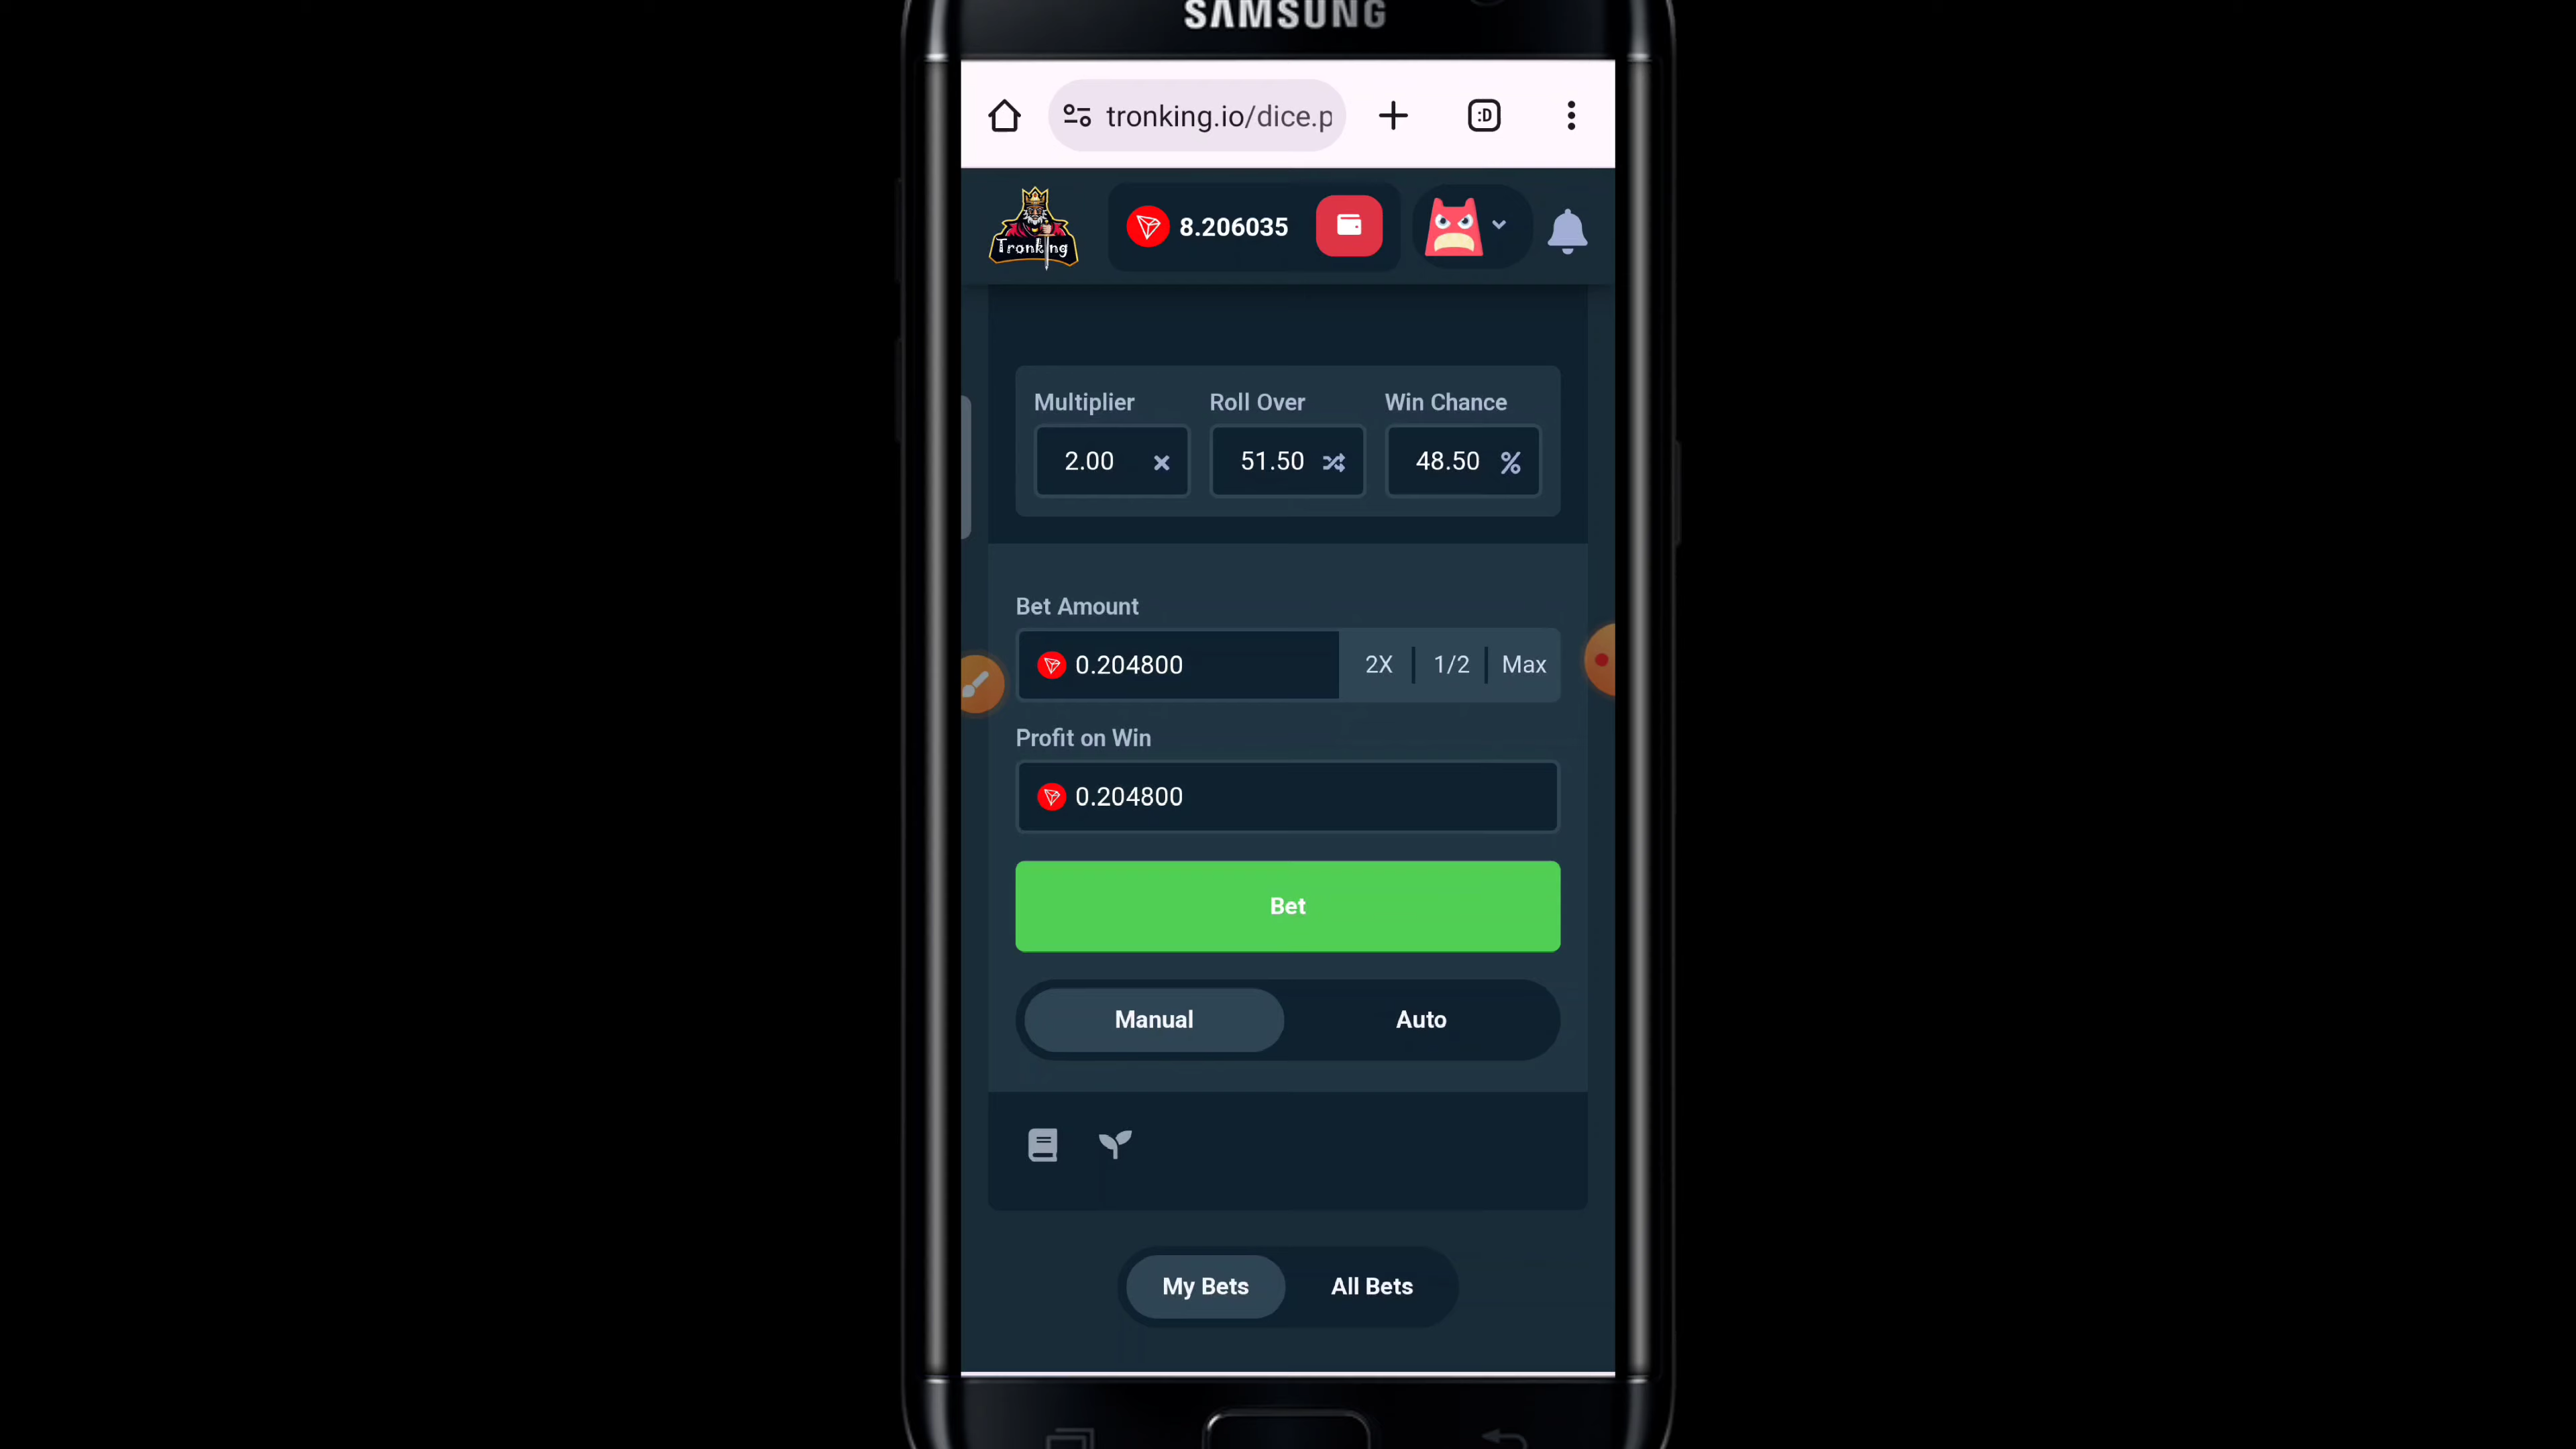 SAMSUNG
tronking.io/dice.p
:D
Tronking
8.206035
Multiplier Roll Over Win Chance
2.00 51.50 48.50 %
Bet Amount
0.204800 2X 1/2 Max
Profit on Win
0.204800
Bet
Manual Auto
My Bets All Bets